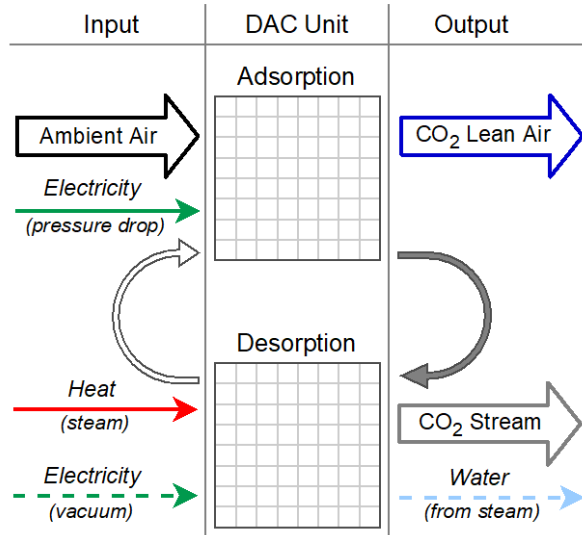 Input DAC Unit Output
Adsorption
Ambient Air
CO2 Lean Air
Electricity
(pressure drop)
Desorption
Heat
(steam)
CO2 Stream
Electricity
(vacuum)
Water
(from steam)